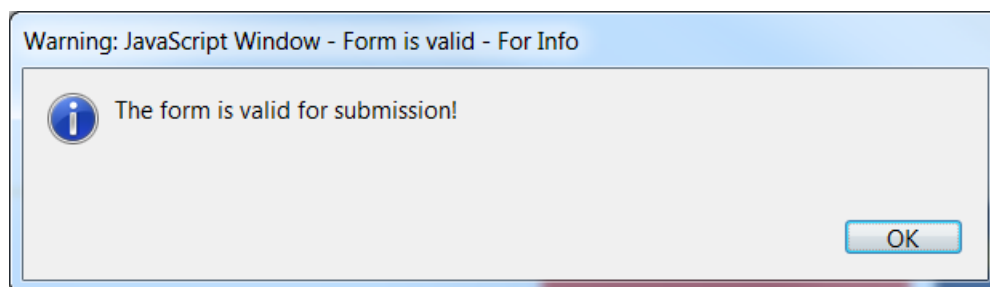 Warning: JavaScript Window - Form is valid - For Info
The form is valid for submission!
OK